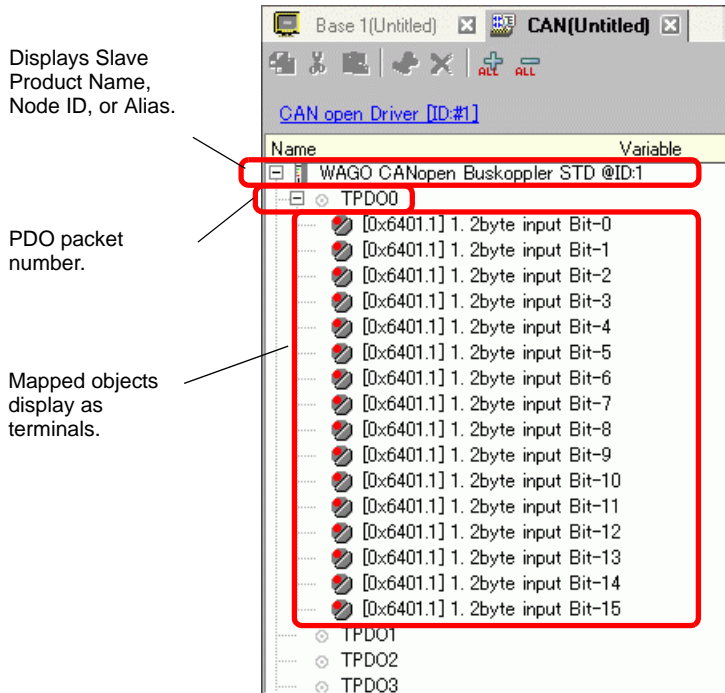 Base 1(Untitled)
CAN(Untitled)
ALL ALL
Displays Slave
Product Name,
Node ID, or Alias.
CAN open Driver [ID:#1]
Name Variable
WAGO CANopen Buskoppler STD @ID:1
TPDO0
PDO packet
number.
[0x6401.1] 1. 2byte input Bit-0
[0x6401.1] 1. 2byte input Bit-1
[0x6401.1] 1. 2byte input Bit-2
[0x6401.1] 1. 2byte input Bit-3
[0x6401.1] 1. 2byte input Bit-4
[0x6401.1] 1. 2byte input Bit-5
[0x6401.1] 1. 2byte input Bit-6
[0x6401.1] 1. 2byte input Bit-7
[0x6401.1] 1. 2byte input Bit-8
[0x6401.1] 1. 2byte input Bit-9
[0x6401.1] 1. 2byte input Bit-10
[0x6401.1] 1. 2byte input Bit-11
[0x6401.1] 1. 2byte input Bit-12
[0x6401.1] 1. 2byte input Bit-13
[0x6401.1] 1. 2byte input Bit-14
[0x6401.1] 1. 2byte input Bit-15
Mapped objects
display as
terminals.
TPDO1
TPDO2
TPDO3